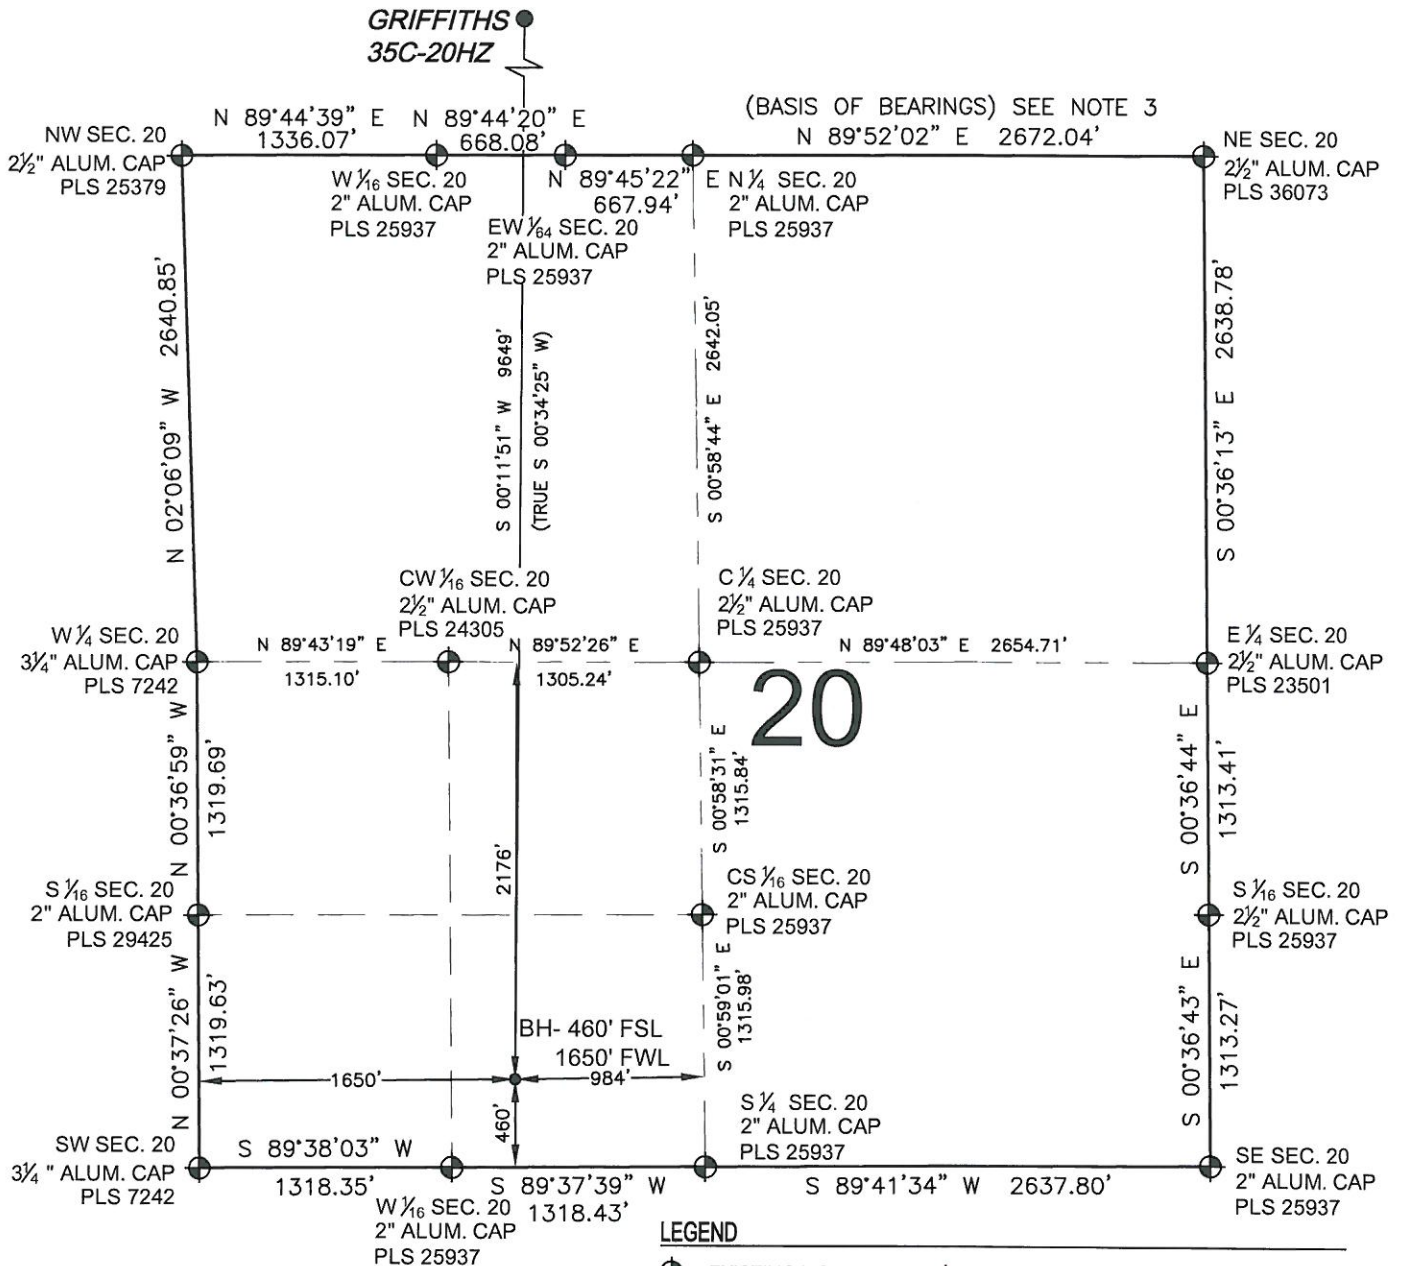 GRIFFITHS
35C-20HZ
(BASIS OF BEARINGS) SEE NOTE 3
N 89°44'39" E
1336.07'
N 89°44'20" E
668.08'
N 89°52'02" E 2672.04'
NW SEC. 20
2½" ALUM. CAP
PLS 25379
W 1⁄16 SEC. 20
2" ALUM. CAP
PLS 25937
N 89°45'22" E
667.94'
EW 1⁄64 SEC. 20
2" ALUM. CAP
PLS 25937
N ¼ SEC. 20
2" ALUM. CAP
PLS 25937
NE SEC. 20
2½" ALUM. CAP
PLS 36073
N 02°06'09" W 2640.85'
S 00°11'51" W 9649'
(TRUE S 00°34'25" W)
S 00°58'44" E 2642.05'
S 00°36'13" E 2638.78'
W ¼ SEC. 20
3¼" ALUM. CAP
PLS 7242
CW 1⁄16 SEC. 20
2½" ALUM. CAP
PLS 24305
C ¼ SEC. 20
2½" ALUM. CAP
PLS 25937
E ¼ SEC. 20
2½" ALUM. CAP
PLS 23501
N 89°43'19" E
1315.10'
N 89°52'26" E
1305.24'
N 89°48'03" E 2654.71'
20
N 00°36'59" W
1319.69'
2176'
S 00°58'31" E
1315.84'
S 00°36'44" E
1313.41'
S 1⁄16 SEC. 20
2" ALUM. CAP
PLS 29425
CS 1⁄16 SEC. 20
2" ALUM. CAP
PLS 25937
S 1⁄16 SEC. 20
2½" ALUM. CAP
PLS 25937
N 00°37'26" W
1319.63'
BH- 460' FSL
1650' FWL
1650'
984'
460'
S 00°59'01" E
1315.98'
S 00°36'43" E
1313.27'
SW SEC. 20
3¼ " ALUM. CAP
PLS 7242
S 89°38'03" W
1318.35'
W 1⁄16 SEC. 20
2" ALUM. CAP
PLS 25937
S 89°37'39" W
1318.43'
S ¼ SEC. 20
2" ALUM. CAP
PLS 25937
S 89°41'34" W 2637.80'
SE SEC. 20
2" ALUM. CAP
PLS 25937
LEGEND